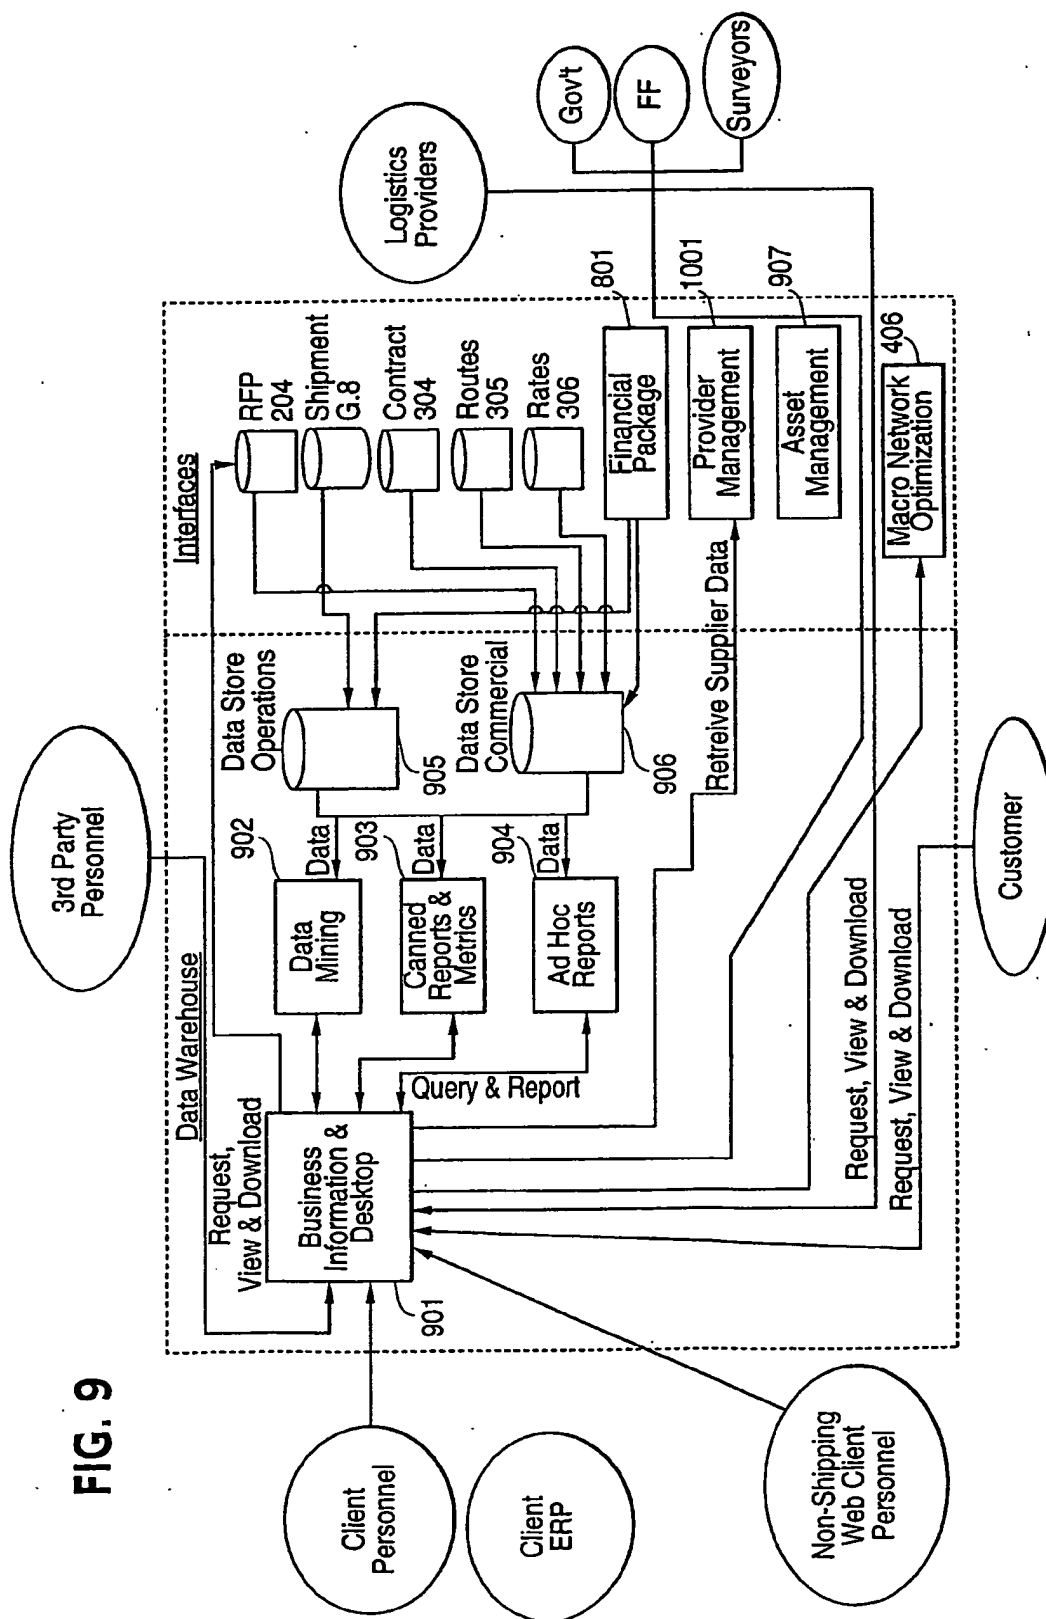 FIG. 9
3rd Party
Personnel
Data Warehouse
Interfaces
Request,
View & Download
Business
Information &
Desktop
901
Data
Mining
902
Data
Canned
Reports &
Metrics
903
Data
Ad Hoc
Reports
904
Data
Query & Report
Data Store
Operations
905
Data Store
Commercial
906
RFP
204
Shipment
G.8
Contract
304
Routes
305
Rates
306
Financial
Package
801
Provider
Management
1001
Asset
Management
907
Macro Network
Optimization
406
Retreive Supplier Data
Request, View & Download
Request, View & Download
Logistics
Providers
Gov't
FF
Surveyors
Client
Personnel
Client
ERP
Non-Shipping
Web Client
Personnel
Customer